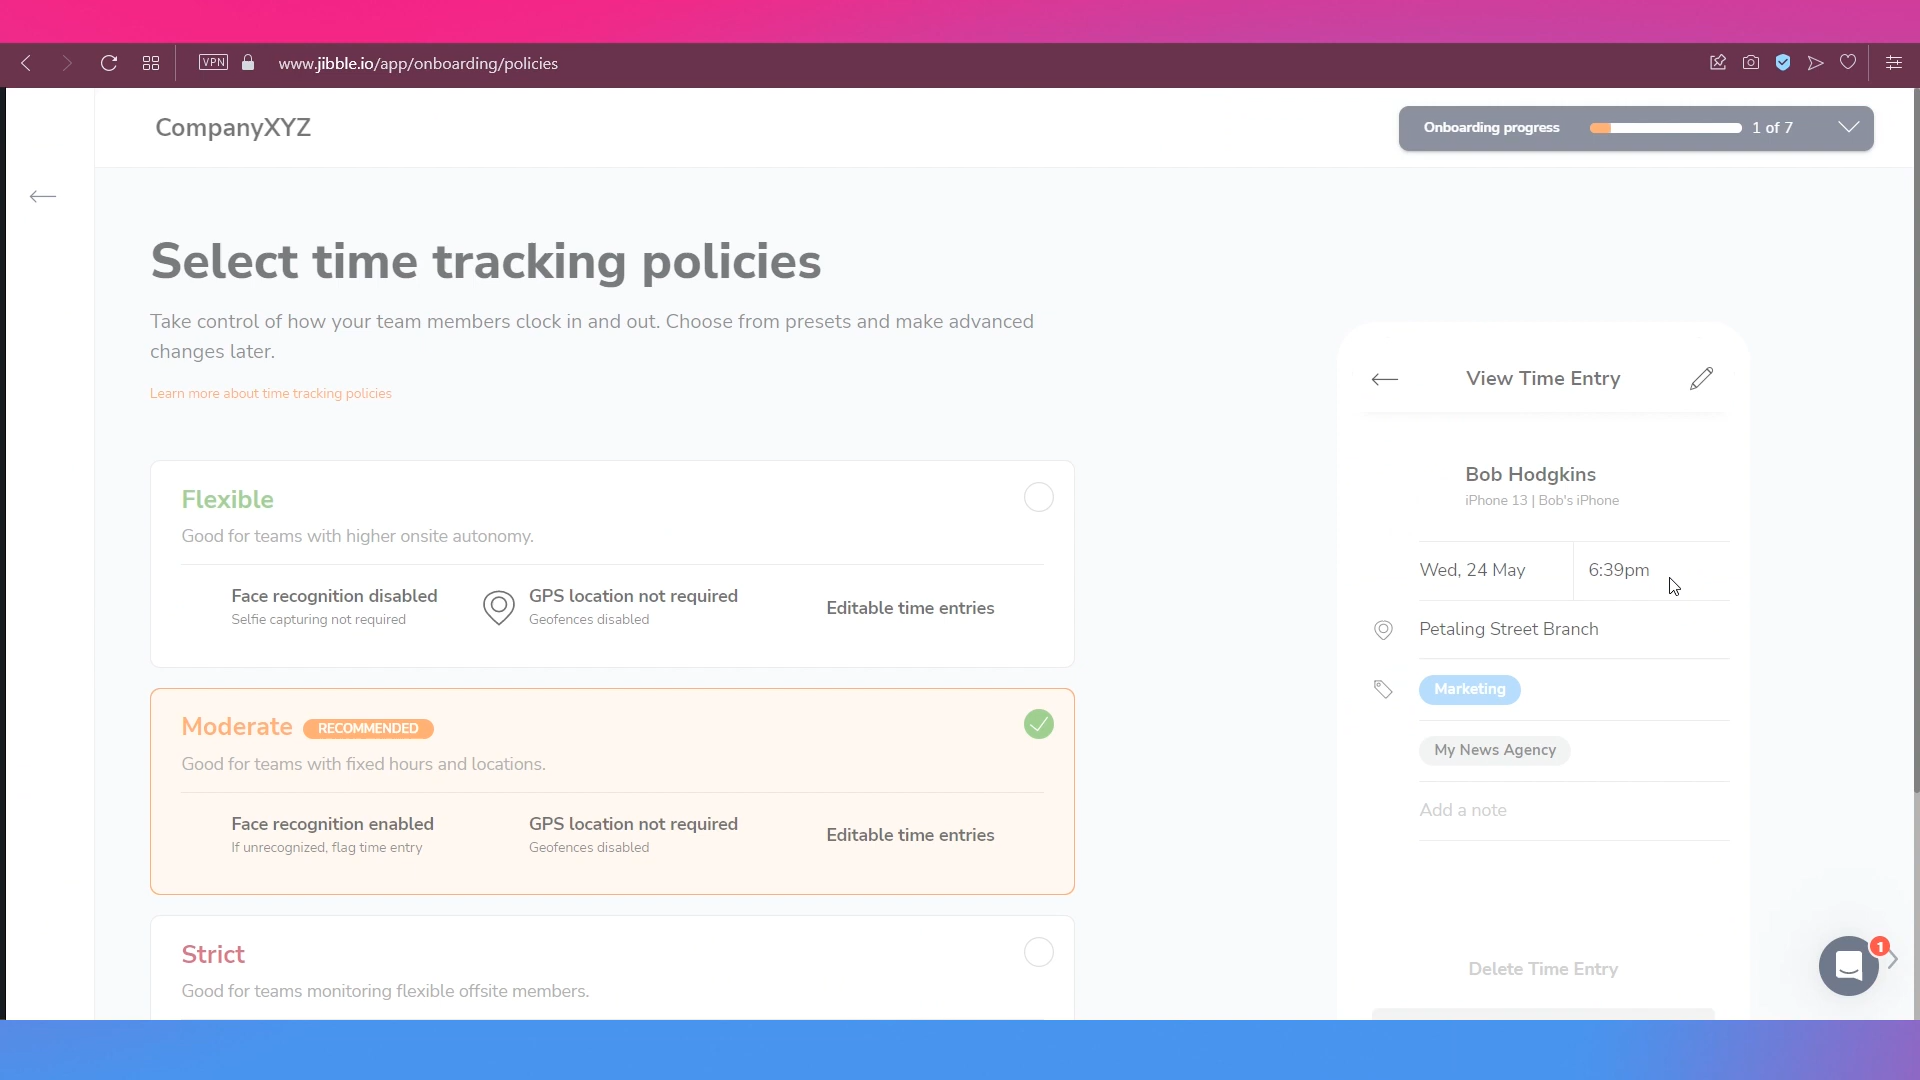 VPN
www.jibble.io/app/onboarding/policies
CompanyXYZ
Onboarding progress 1 of 7
Select time tracking policies
Take control of how your team members clock in and out. Choose from presets and make advanced
changes later.
Learn more about time tracking policies
Flexible
Good for teams with higher onsite autonomy.
Face recognition disabled
Selfie capturing not required
GPS location not required
Geofences disabled
Editable time entries
Moderate RECOMMENDED
Good for teams with fixed hours and locations.
Face recognition enabled
If unrecognized, flag time entry
GPS location not required
Geofences disabled
Editable time entries
Strict
Good for teams monitoring flexible offsite members.
View Time Entry
Bob Hodgkins
iPhone 13 | Bob's iPhone
Wed, 24 May 6:39pm
Petaling Street Branch
Marketing
My News Agency
Add a note
Delete Time Entry
1